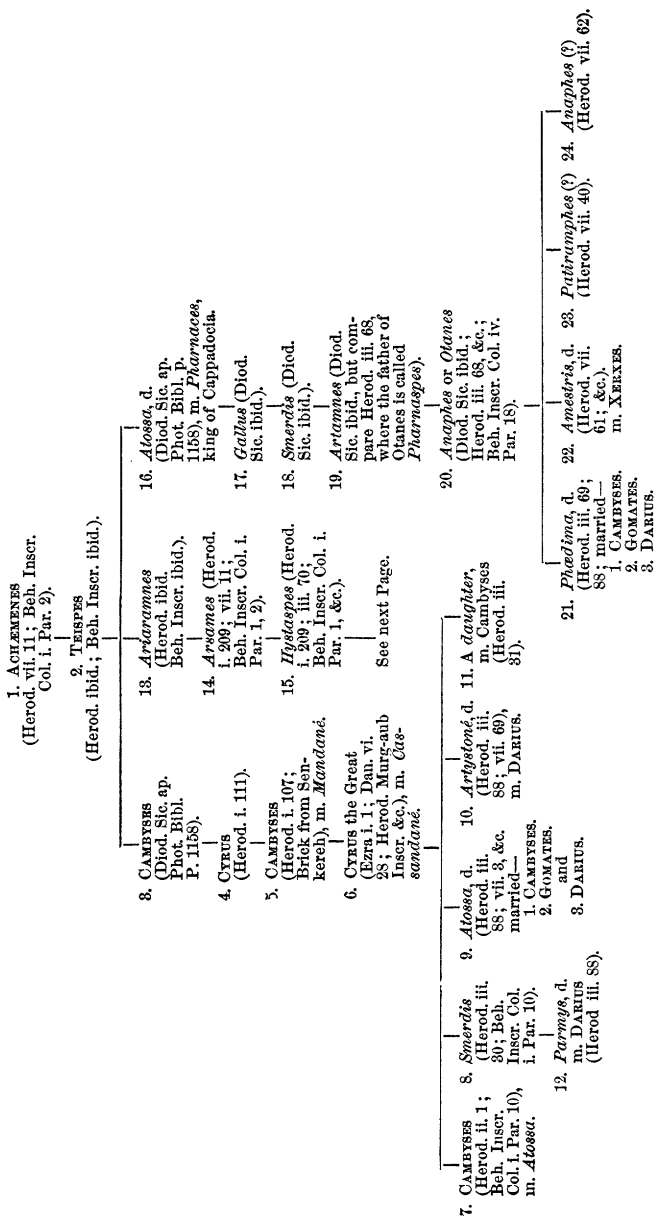 1. ACHÆMENES
(Herod. vii. 11; Beh. Inscr.
Col. i. Par. 2).
2. TEISPES
(Herod. ibid.; Beh. Inscr. ibid.).
3. CAMBYSES
(Diod. Sic. ap.
Phot. Bibl.
P. 1158).
4. CYRUS
(Herod. i. 111).
5. CAMBYSES
(Herod. i. 107;
Brick from Sen-
kereh), m. Mandané.
6. CYRUS the Great
(Ezra i. 1; Dan. vi.
28; Herod. Murg-aub
Inscr. &c.), m. Cas-
sandané.
13. Ariaramnes
(Herod. ibid.
Beh. Inscr. ibid.).
14. Arsames (Herod.
i. 209; vii. 11;
Beh. Inscr. Col. i.
Par. 1, 2).
15. Hystaspes (Herod.
i. 209; iii. 70;
Beh. Inscr. Col. i.
Par. 1, &c.).
See next Page.
16. Atossa, d.
(Diod. Sic. ap.
Phot. Bibl. p.
1158), m. Pharnaces,
king of Cappadocia.
17. Gallus (Diod.
Sic. ibid.).
18. Smerdis (Diod.
Sic. ibid.).
19. Artamnes (Diod.
Sic. ibid., but com-
pare Herod. iii. 68,
where the father of
Otanes is called
Pharnaspes).
20. Anaphes or Otanes
(Diod. Sic. ibid.;
Herod. iii. 68, &c.;
Beh. Inscr. Col. iv.
Par. 18).
7. CAMBYSES
(Herod. ii. 1;
Beh. Inscr.
Col. i. Par. 10),
m. Atossa.
8. Smerdis
(Herod. iii.
30; Beh.
Inscr. Col.
i. Par. 10).
12. Parmys, d.
m. DARIUS
(Herod iii. 88).
9. Atossa, d.
(Herod. iii.
88; vii. 3, &c.
married—
1. CAMBYSES.
2. GOMATES
and
3. DARIUS.
10. Artystoné, d.
(Herod. iii.
88; vii. 69),
m. DARIUS.
11. A daughter,
m. Cambyses
(Herod. iii.
31).
21. Phædima, d.
(Herod. iii. 69;
88; married—
1. CAMBYSES.
2. GOMATES.
3. DARIUS.
22. Amestris, d.
(Herod. vii.
61; &c.).
m. XERXES.
23. Patiramphes (?)
(Herod. vii. 40).
24. Anaphes (?)
(Herod. vii. 62).